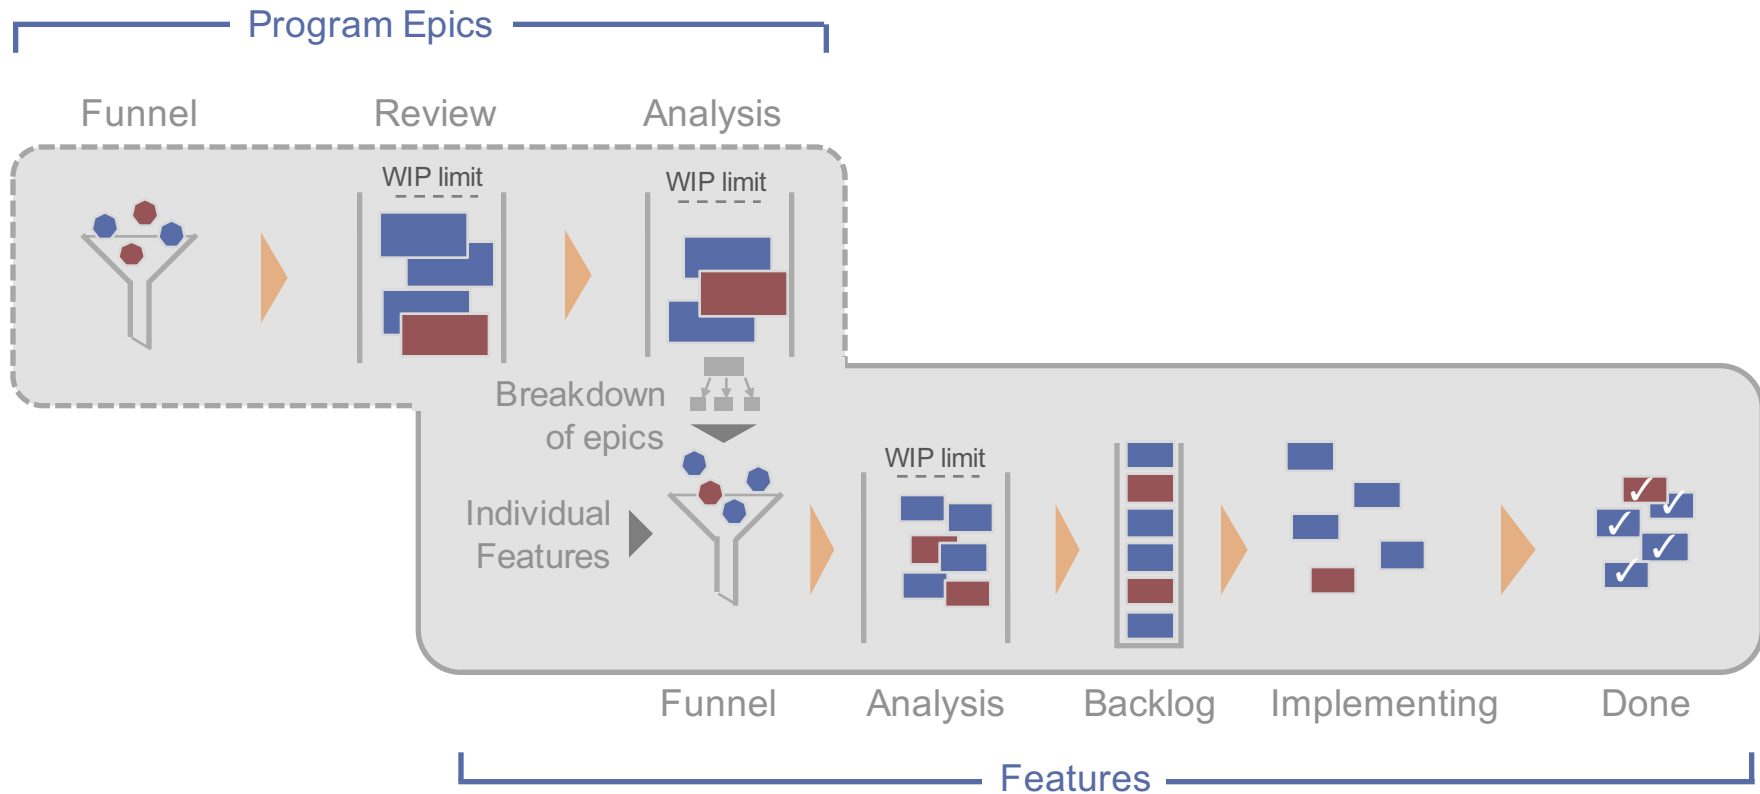 Program Epics
Funnel
Review
Analysis
WIP limit
WIP limit
Breakdown
of epics
WIP limit
Individual
Features
Funnel
Analysis
Backlog
Implementing
Done
Features